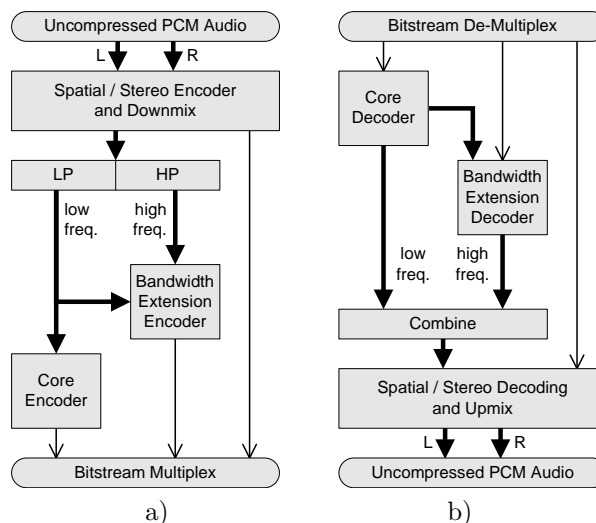 Uncompressed PCM Audio
L
R
Spatial / Stereo Encoder
and Downmix
LP
HP
low
freq.
high
freq.
Bandwidth
Extension
Encoder
Core
Encoder
Bitstream Multiplex
a)
Bitstream De-Multiplex
Core
Decoder
Bandwidth
Extension
Decoder
low
freq.
high
freq.
Combine
Spatial / Stereo Decoding
and Upmix
L
R
Uncompressed PCM Audio
b)